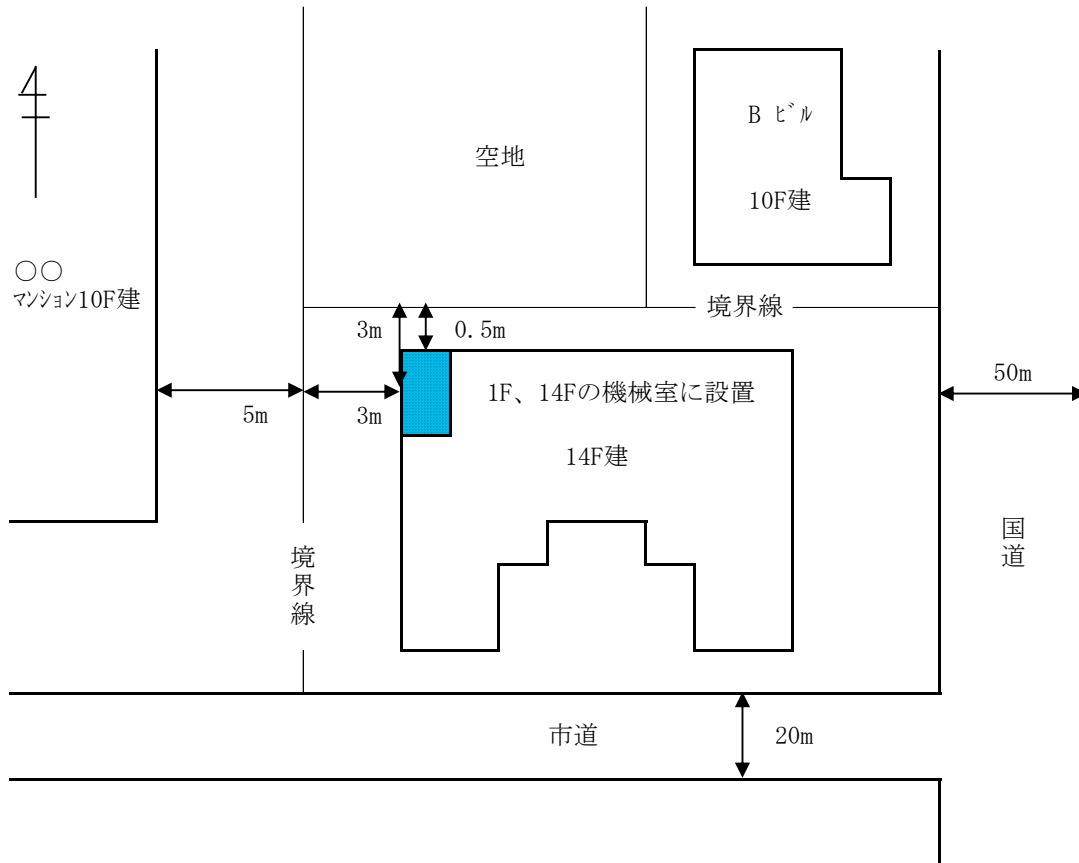 B ﾋﾞﾙ
空地
10F建
○○
ﾏﾝｼｮﾝ10F建
境界線
3m
0.5m
50m
1F、14Fの機械室に設置
5m
3m
14F建
国道
境界線
市道
20m